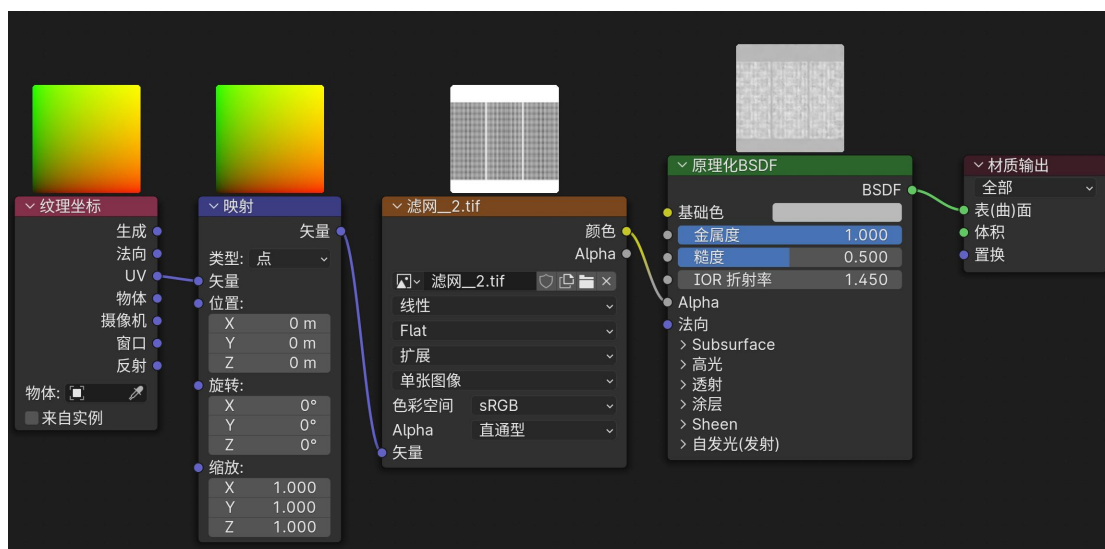 纹理坐标
生成
法向
UV
物体
摄像机
窗口
反射
物体:
来自实例
映射
矢量
类型: 点
矢量
位置:
X 0 m
Y 0 m
Z 0 m
旋转:
X 0°
Y 0°
Z 0°
缩放:
X 1.000
Y 1.000
Z 1.000
滤网__2.tif
颜色
Alpha
滤网__2.tif
线性
Flat
扩展
单张图像
色彩空间 sRGB
Alpha 直通型
矢量
原理化BSDF
BSDF
基础色
金属度 1.000
糙度 0.500
IOR 折射率 1.450
Alpha
法向
Subsurface
高光
透射
涂层
Sheen
自发光(发射)
材质输出
全部
表(曲)面
体积
置换